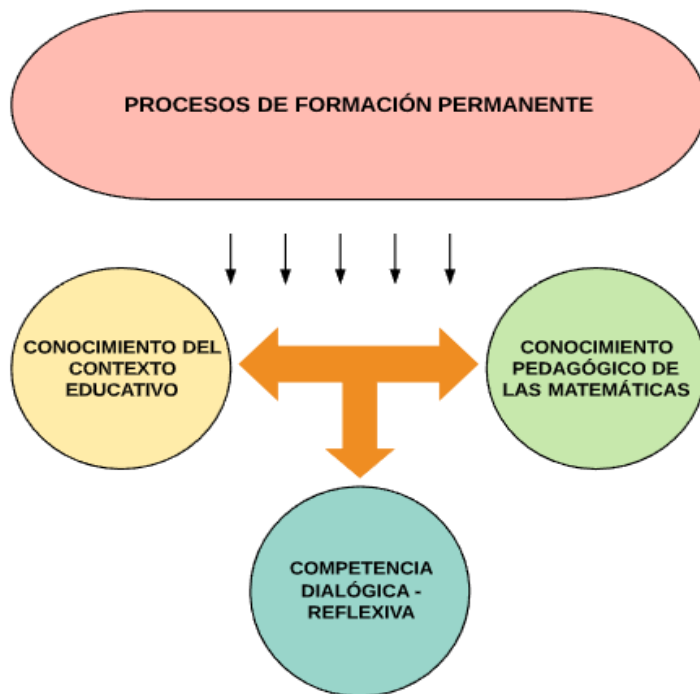 PROCESOS DE FORMACIÓN PERMANENTE
CONOCIMIENTO DEL
CONTEXTO
EDUCATIVO
CONOCIMIENTO
PEDAGÓGICO DE
LAS MATEMÁTICAS
COMPETENCIA
DIALÓGICA -
REFLEXIVA